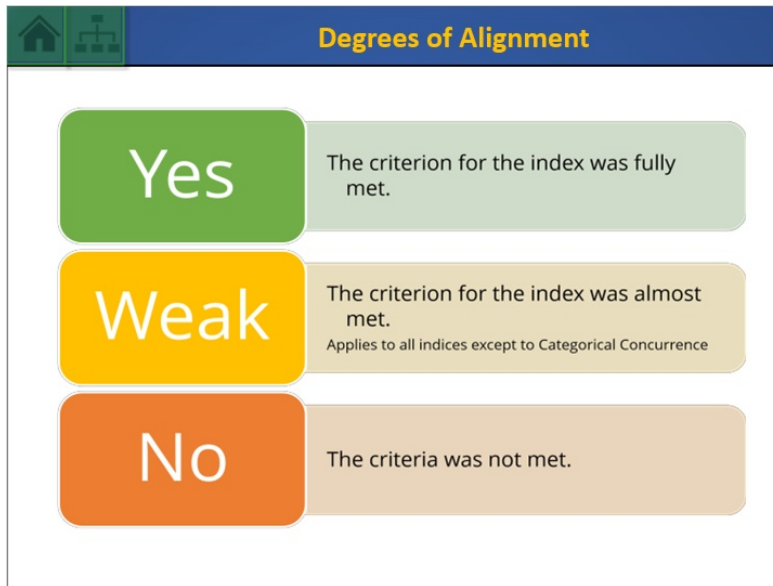 Degrees of Alignment
Yes
The criterion for the index was fully
met.
Weak
The criterion for the index was almost
met.
Applies to all indices except to Categorical Concurrence
No
The criteria was not met.